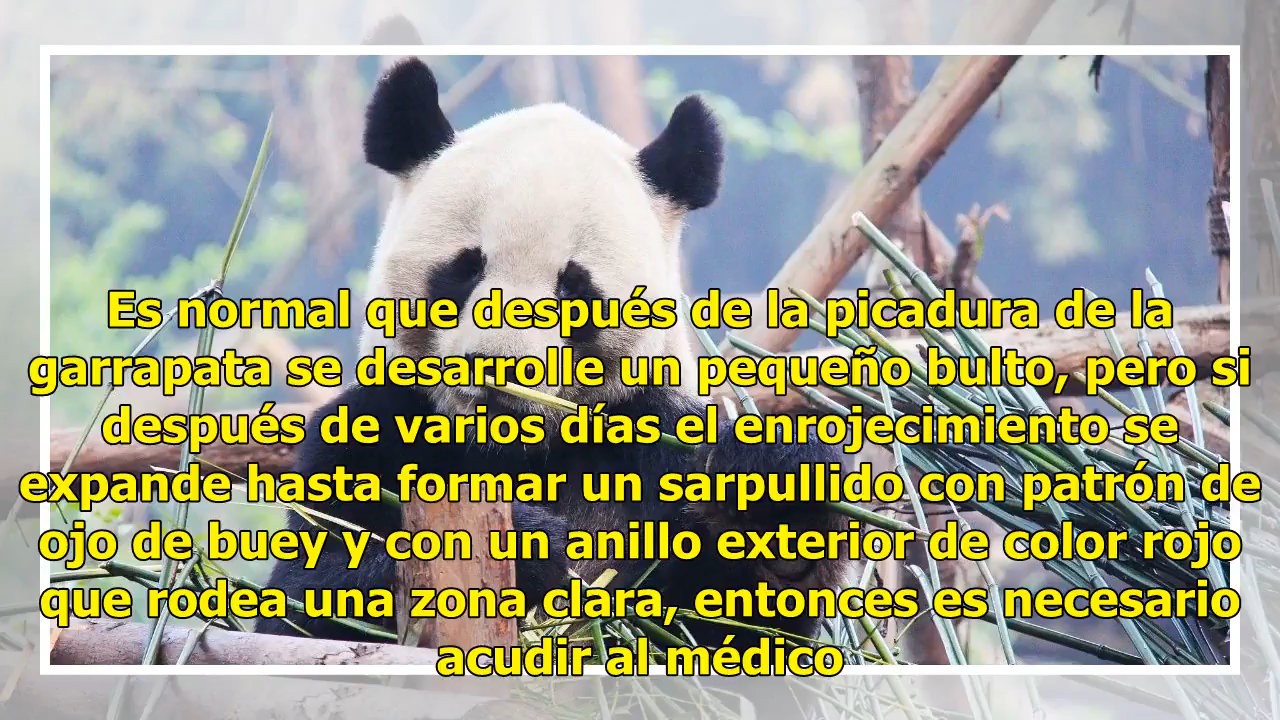 Es normal que después de la picadura de la
garrapata se desarrolle un pequeño bulto, pero si
después de varios días el enrojecimiento se
expande hasta formar un sarpullido con patrón de
ojo de buey y con un anillo exterior de color rojo
que rodea una zona clara, entonces es necesario
acudir al médico